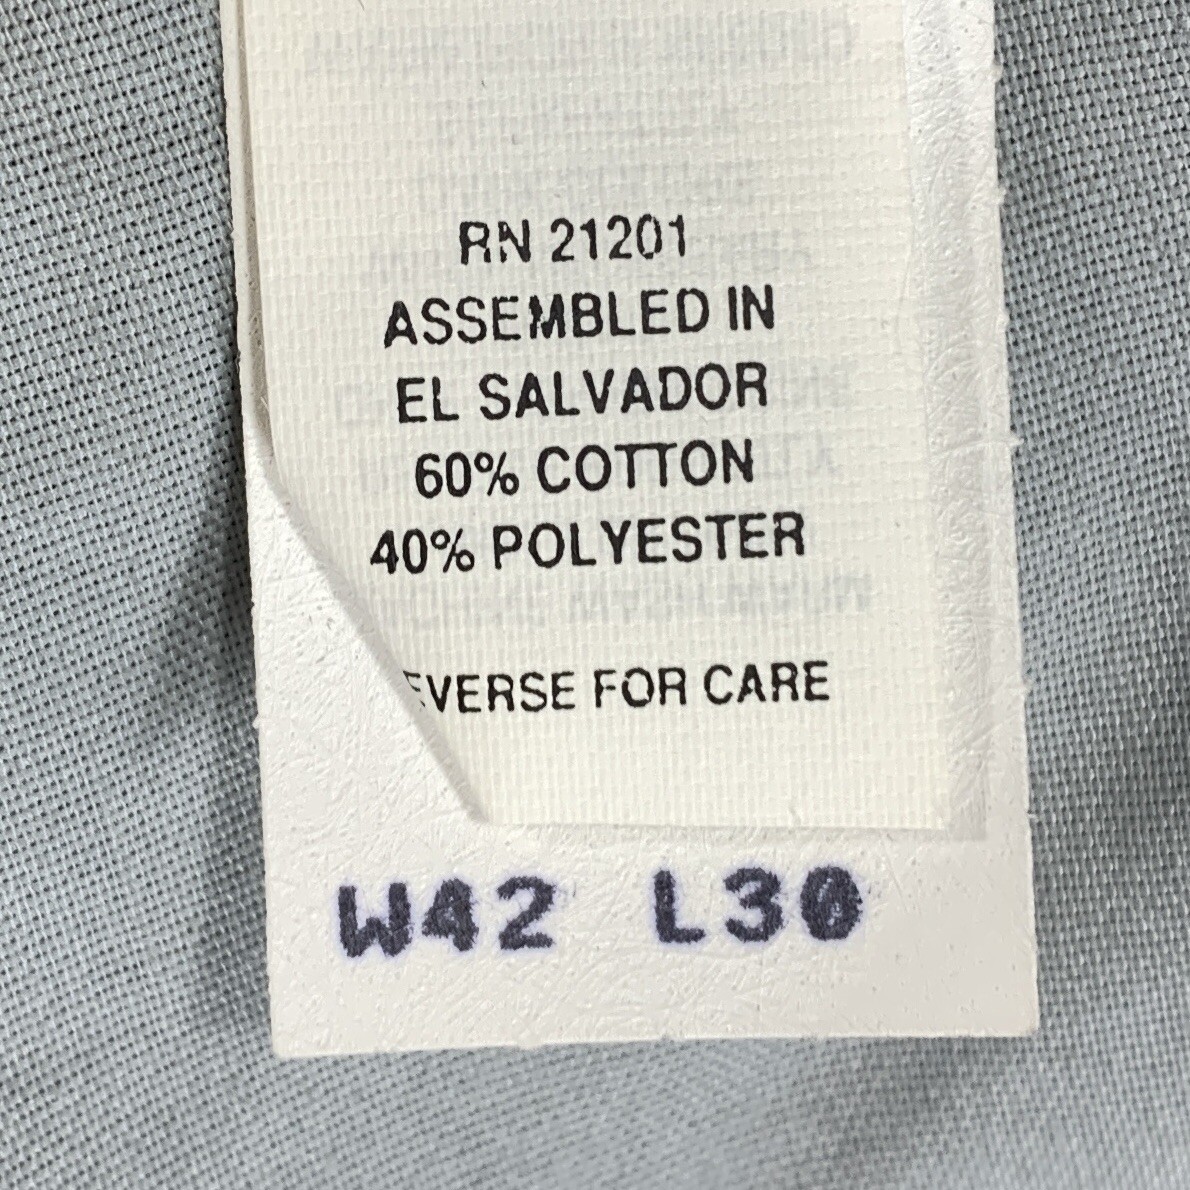 RN 21201
ASSEMBLED IN
EL SALVADOR
60% COTTON
40% POLYESTER
EVERSE FOR CARE
W42 L30